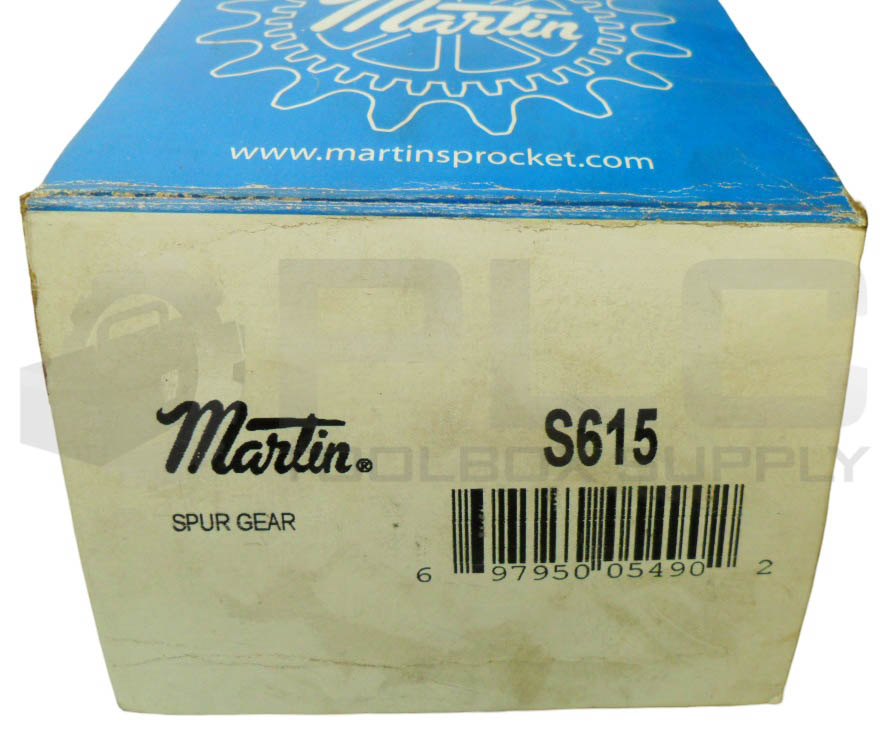 Martin
www.martinsprocket.com
PLC
TOOLBOX SUPPLY
Martin®
S615
SPUR GEAR
6 97950 05490 2